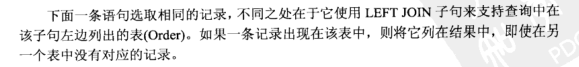 下面一条语句选取相同的记录，不同之处在于它使用 LEFT JOIN 子句来支持查询中在
该子句左边列出的表(Order)。如果一条记录出现在该表中，则将它列在结果中，即使在另
一个表中没有对应的记录。
PDG